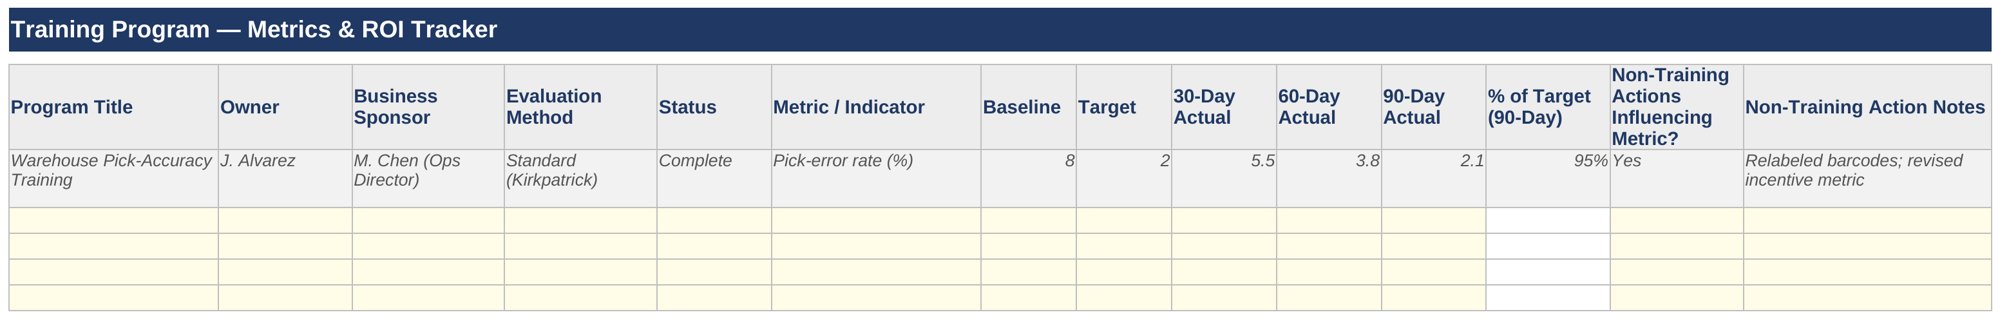 Training Program — Metrics & ROI Tracker
Program Title
Owner
Business
Sponsor
Evaluation
Method
Status
Metric / Indicator
Baseline
Target
30-Day
Actual
60-Day
Actual
90-Day
Actual
% of Target
(90-Day)
Non-Training
Actions
Influencing
Metric?
Non-Training Action Notes
Warehouse Pick-Accuracy
Training
J. Alvarez
M. Chen (Ops
Director)
Standard
(Kirkpatrick)
Complete
Pick-error rate (%)
8
2
5.5
3.8
2.1
95%
Yes
Relabeled barcodes; revised
incentive metric